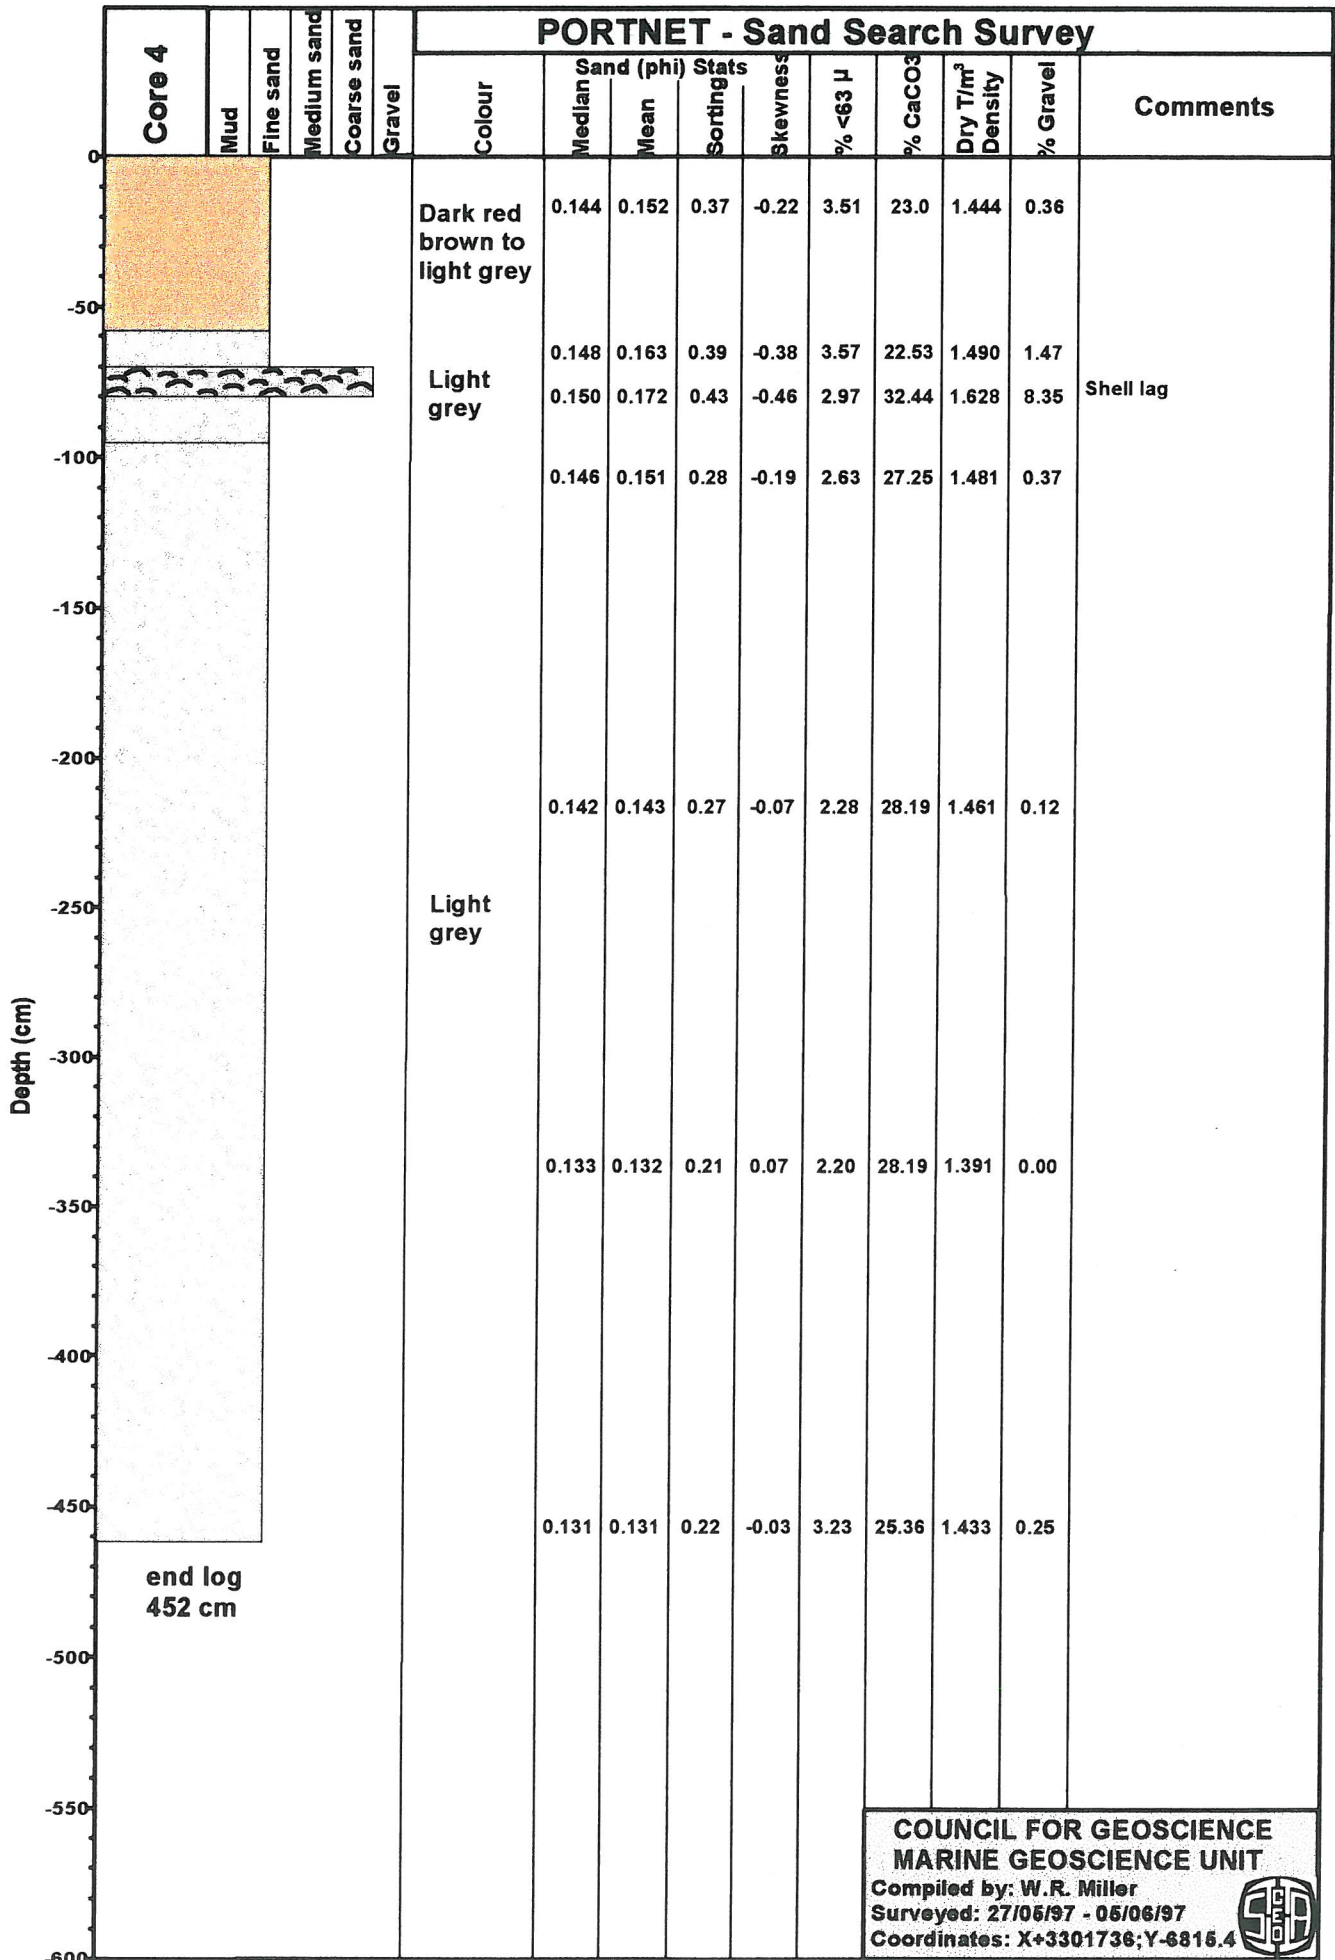 PORTNET - Sand Search Survey
Core 4
Mud
Fine sand
Medium sand
Coarse sand
Gravel
Colour
Sand (phi) Stats
Median
Mean
Sorting
Skewness
% <63 µ
% CaCO3
Dry T/m³
Density
% Gravel
Comments
Depth (cm)
0
-50
-100
-150
-200
-250
-300
-350
-400
-450
-500
-550
-600
Dark red
brown to
light grey
0.144 0.152 0.37 -0.22 3.51 23.0 1.444 0.36
0.148 0.163 0.39 -0.38 3.57 22.53 1.490 1.47
Light
grey
0.150 0.172 0.43 -0.46 2.97 32.44 1.628 8.35 Shell lag
0.146 0.151 0.28 -0.19 2.63 27.25 1.481 0.37
0.142 0.143 0.27 -0.07 2.28 28.19 1.461 0.12
Light
grey
0.133 0.132 0.21 0.07 2.20 28.19 1.391 0.00
0.131 0.131 0.22 -0.03 3.23 25.36 1.433 0.25
end log
452 cm
COUNCIL FOR GEOSCIENCE
MARINE GEOSCIENCE UNIT
Compiled by: W.R. Miller
Surveyed: 27/05/97 - 05/06/97
Coordinates: X+3301736;Y-6815.4